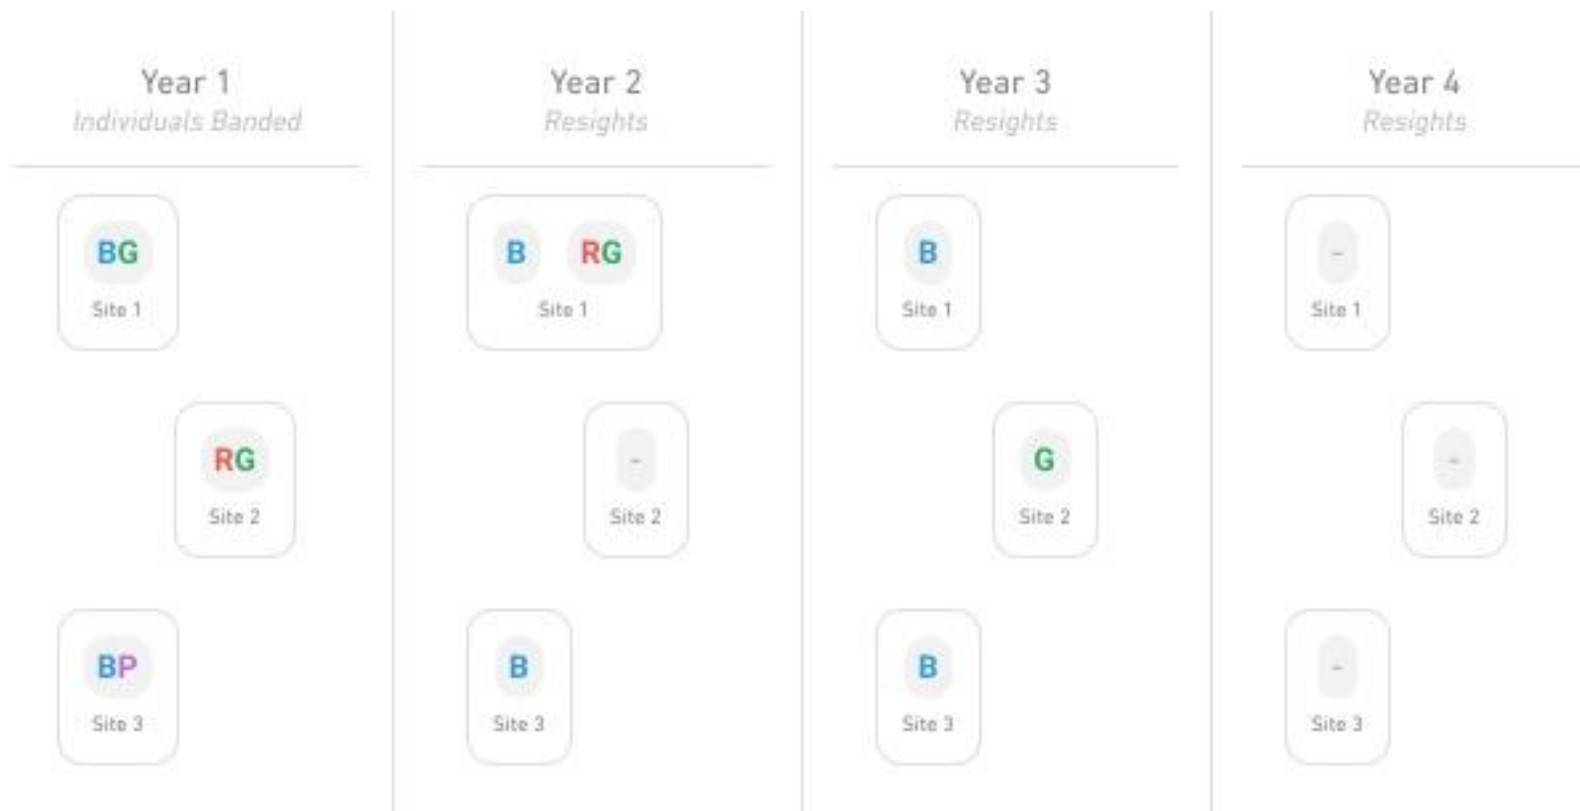 Year 1
Individuals Banded
BG
Site 1
RG
Site 2
BP
Site 3
Year 2
Resights
B RG
Site 1
-
Site 2
B
Site 3
Year 3
Resights
B
Site 1
G
Site 2
B
Site 3
Year 4
Resights
-
Site 1
-
Site 2
-
Site 3